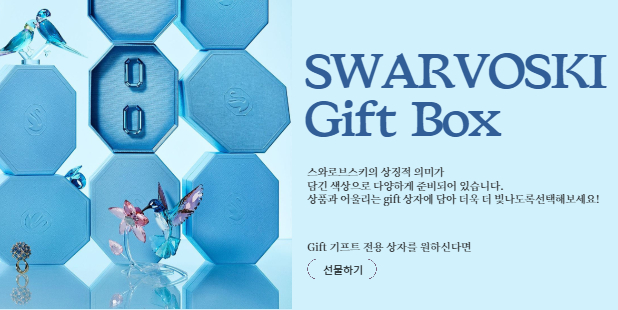 SWARVOSKI
Gift Box
스와로브스키의 상징적 의미가
담긴 색상으로 다양하게 준비되어 있습니다.
상품과 어울리는 gift 상자에 담아 더욱 더 빛나도록선택해보세요!
Gift 기프트 전용 상자를 원하신다면
선물하기